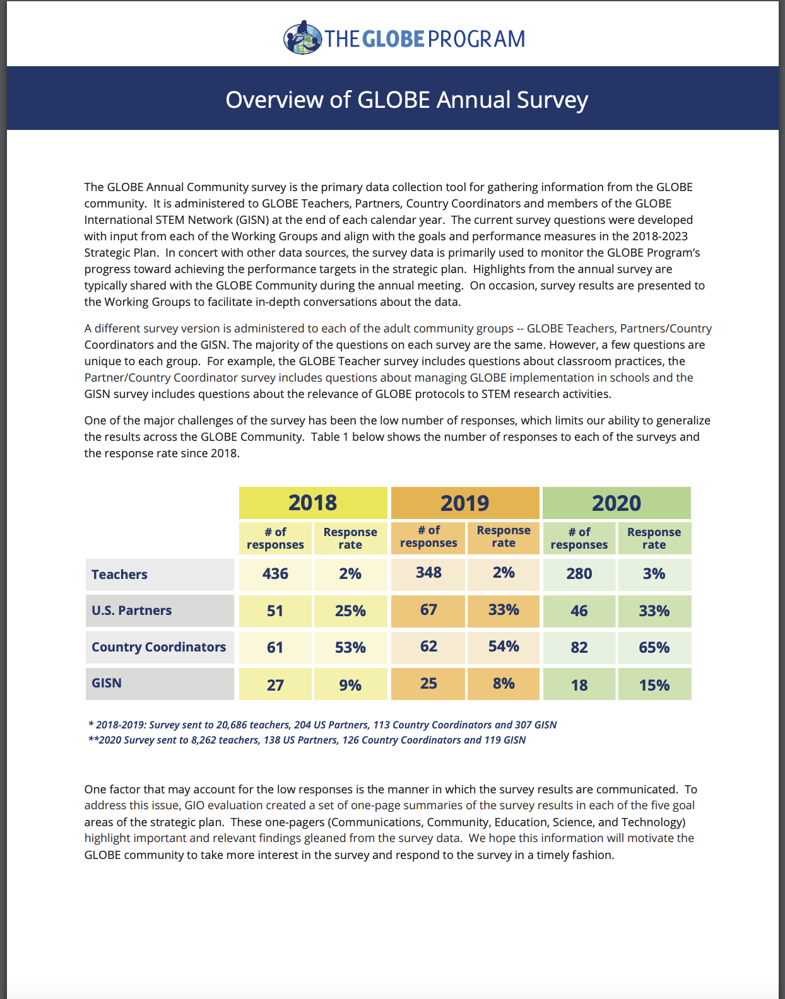 THE GLOBE PROGRAM
Overview of GLOBE Annual Survey
The GLOBE Annual Community survey is the primary data collection tool for gathering information from the GLOBE
community.  It is administered to GLOBE Teachers, Partners, Country Coordinators and members of the GLOBE
International STEM Network (GISN) at the end of each calendar year.  The current survey questions were developed
with input from each of the Working Groups and align with the goals and performance measures in the 2018-2023
Strategic Plan.  In concert with other data sources, the survey data is primarily used to monitor the GLOBE Program's
progress toward achieving the performance targets in the strategic plan.  Highlights from the annual survey are
typically shared with the GLOBE Community during the annual meeting.  On occasion, survey results are presented to
the Working Groups to facilitate in-depth conversations about the data.
A different survey version is administered to each of the adult community groups -- GLOBE Teachers, Partners/Country
Coordinators and the GISN. The majority of the questions on each survey are the same. However, a few questions are
unique to each group.  For example, the GLOBE Teacher survey includes questions about classroom practices, the
Partner/Country Coordinator survey includes questions about managing GLOBE implementation in schools and the
GISN survey includes questions about the relevance of GLOBE protocols to STEM research activities.
One of the major challenges of the survey has been the low number of responses, which limits our ability to generalize
the results across the GLOBE Community.  Table 1 below shows the number of responses to each of the surveys and
the response rate since 2018.
2018 2019 2020
# of responses Response rate # of responses Response rate # of responses Response rate
Teachers 436 2% 348 2% 280 3%
U.S. Partners 51 25% 67 33% 46 33%
Country Coordinators 61 53% 62 54% 82 65%
GISN 27 9% 25 8% 18 15%
* 2018-2019: Survey sent to 20,686 teachers, 204 US Partners, 113 Country Coordinators and 307 GISN
**2020 Survey sent to 8,262 teachers, 138 US Partners, 126 Country Coordinators and 119 GISN
One factor that may account for the low responses is the manner in which the survey results are communicated.  To
address this issue, GIO evaluation created a set of one-page summaries of the survey results in each of the five goal
areas of the strategic plan.  These one-pagers (Communications, Community, Education, Science, and Technology)
highlight important and relevant findings gleaned from the survey data.  We hope this information will motivate the
GLOBE community to take more interest in the survey and respond to the survey in a timely fashion.